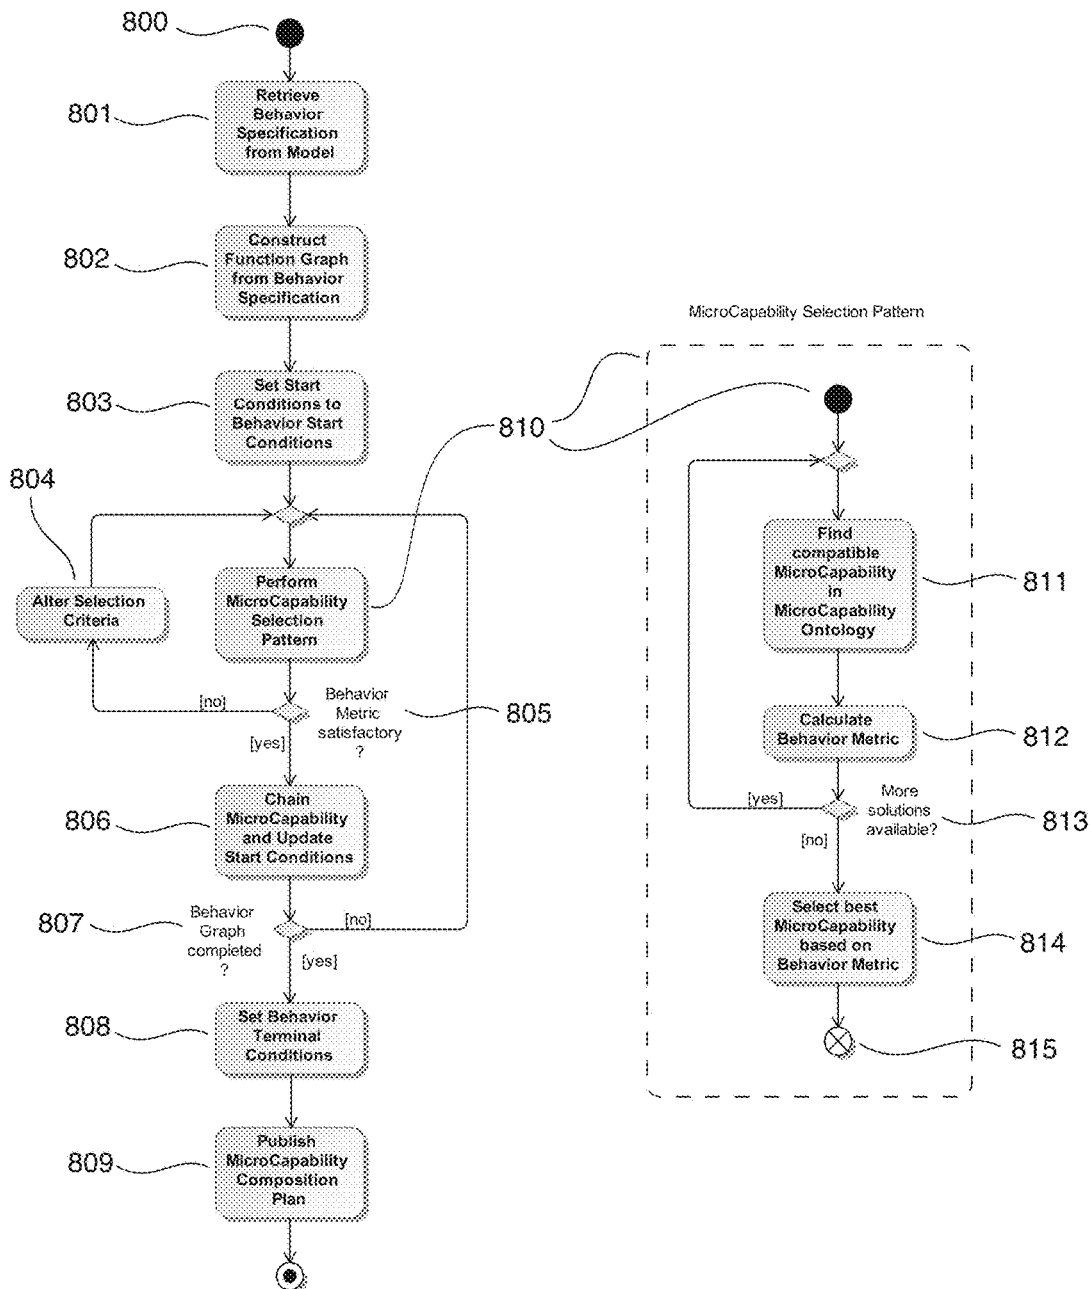 800
801
Retrieve
Behavior
Specification
from Model
802
Construct
Function Graph
from Behavior
Specification
803
Set Start
Conditions to
Behavior Start
Conditions
804
Alter Selection
Criteria
Perform
MicroCapability
Selection
Pattern
810
[no]
Behavior
Metric
satisfactory
?
805
[yes]
806
Chain
MicroCapability
and Update
Start Conditions
807
Behavior
Graph
completed
?
[no]
[yes]
808
Set Behavior
Terminal
Conditions
809
Publish
MicroCapability
Composition
Plan
MicroCapability Selection Pattern
Find
compatible
MicroCapability
in
MicroCapability
Ontology
811
Calculate
Behavior Metric
812
[yes]
More
solutions
available?
813
[no]
Select best
MicroCapability
based on
Behavior Metric
814
815